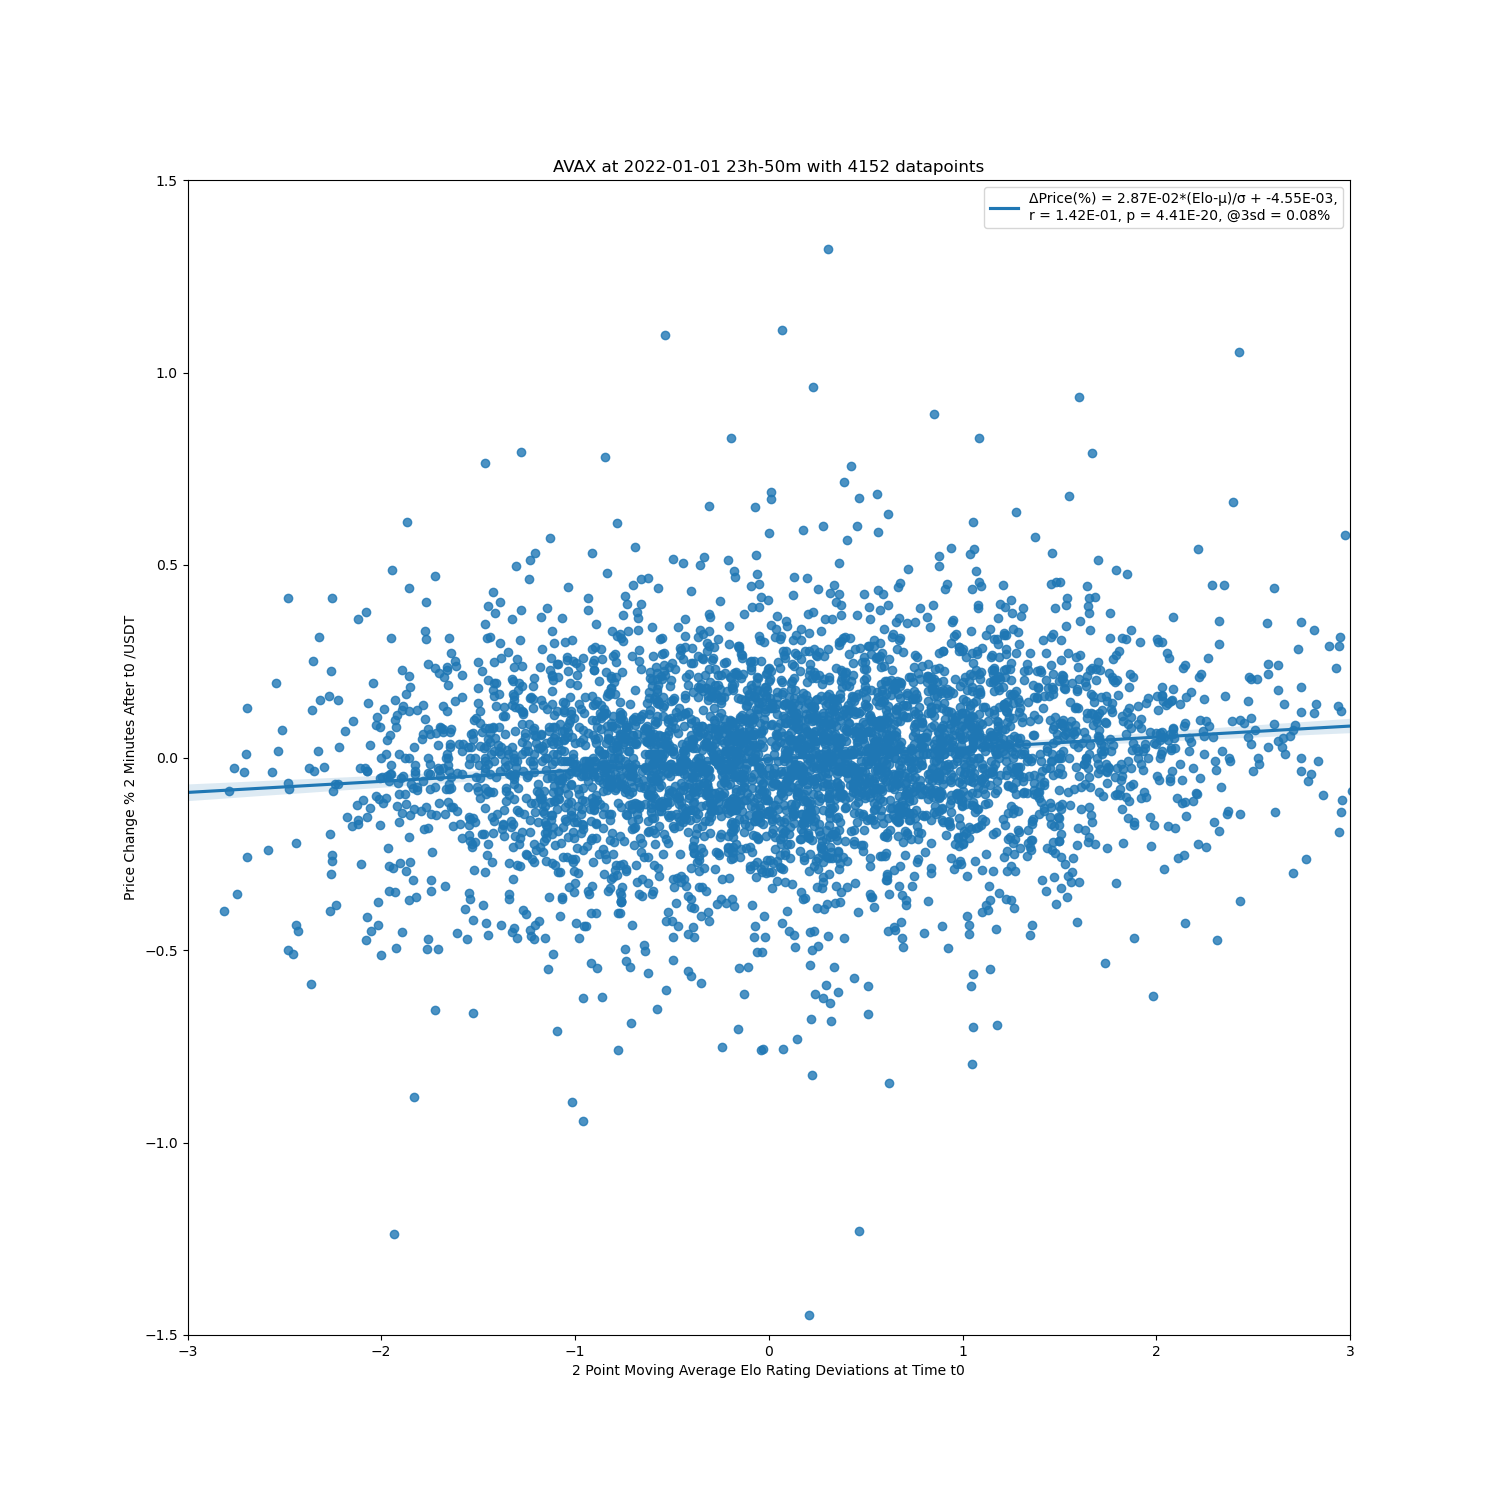 AVAX at 2022-01-01 23h-50m with 4152 datapoints
ΔPrice(%) = 2.87E-02*(Elo-μ)/σ + -4.55E-03,
r = 1.42E-01, p = 4.41E-20, @3sd = 0.08%
Price Change % 2 Minutes After t0 /USDT
1.5
1.0
0.5
0.0
−0.5
−1.0
−1.5
−3
−2
−1
0
1
2
3
2 Point Moving Average Elo Rating Deviations at Time t0